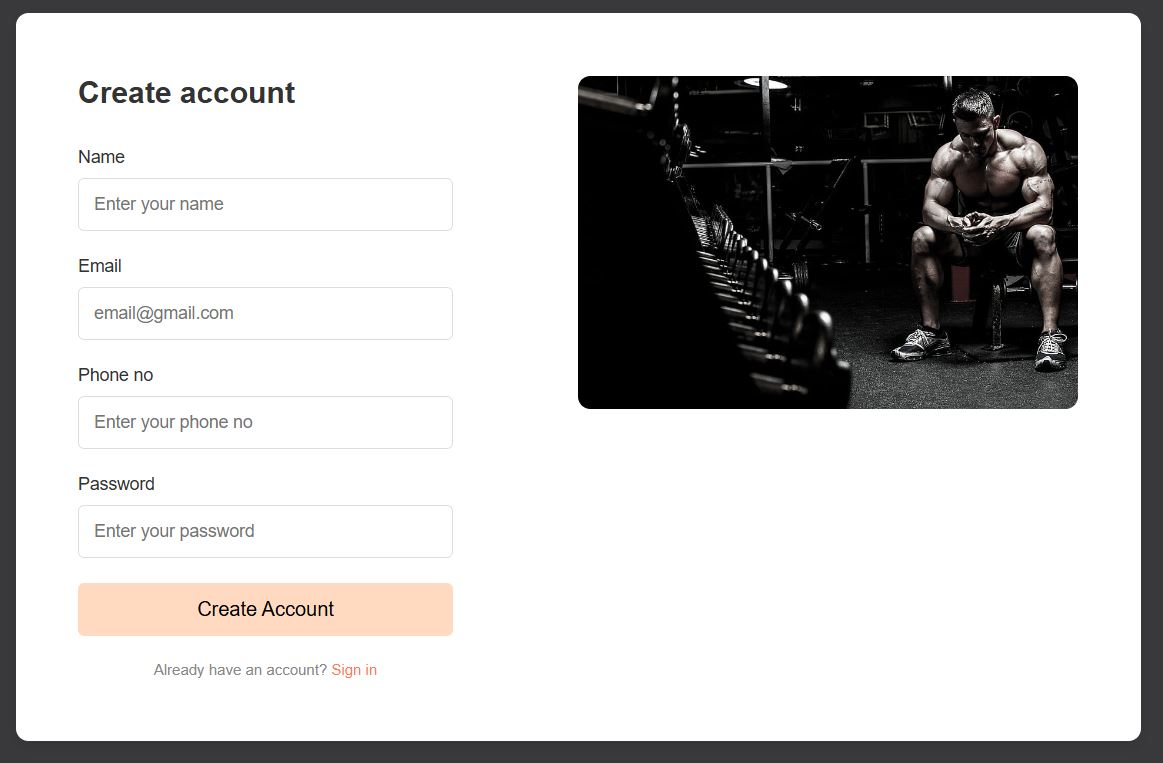 Create account
Name
Enter your name
Email
email@gmail.com
Phone no
Enter your phone no
Password
Enter your password
Create Account
Already have an account? Sign in